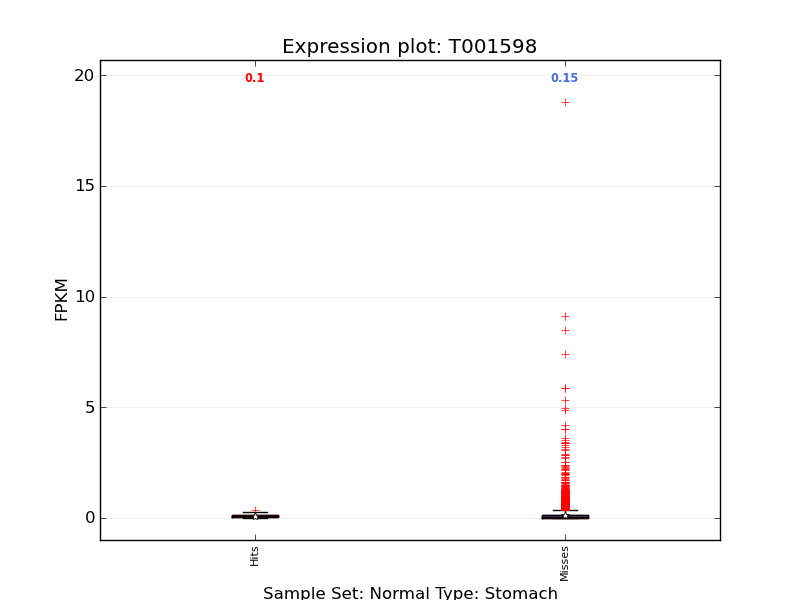 Expression plot: T001598
20
0.1
0.15
15
10
5
0
FPKM
Hits
Misses
Sample Set: Normal Type: Stomach